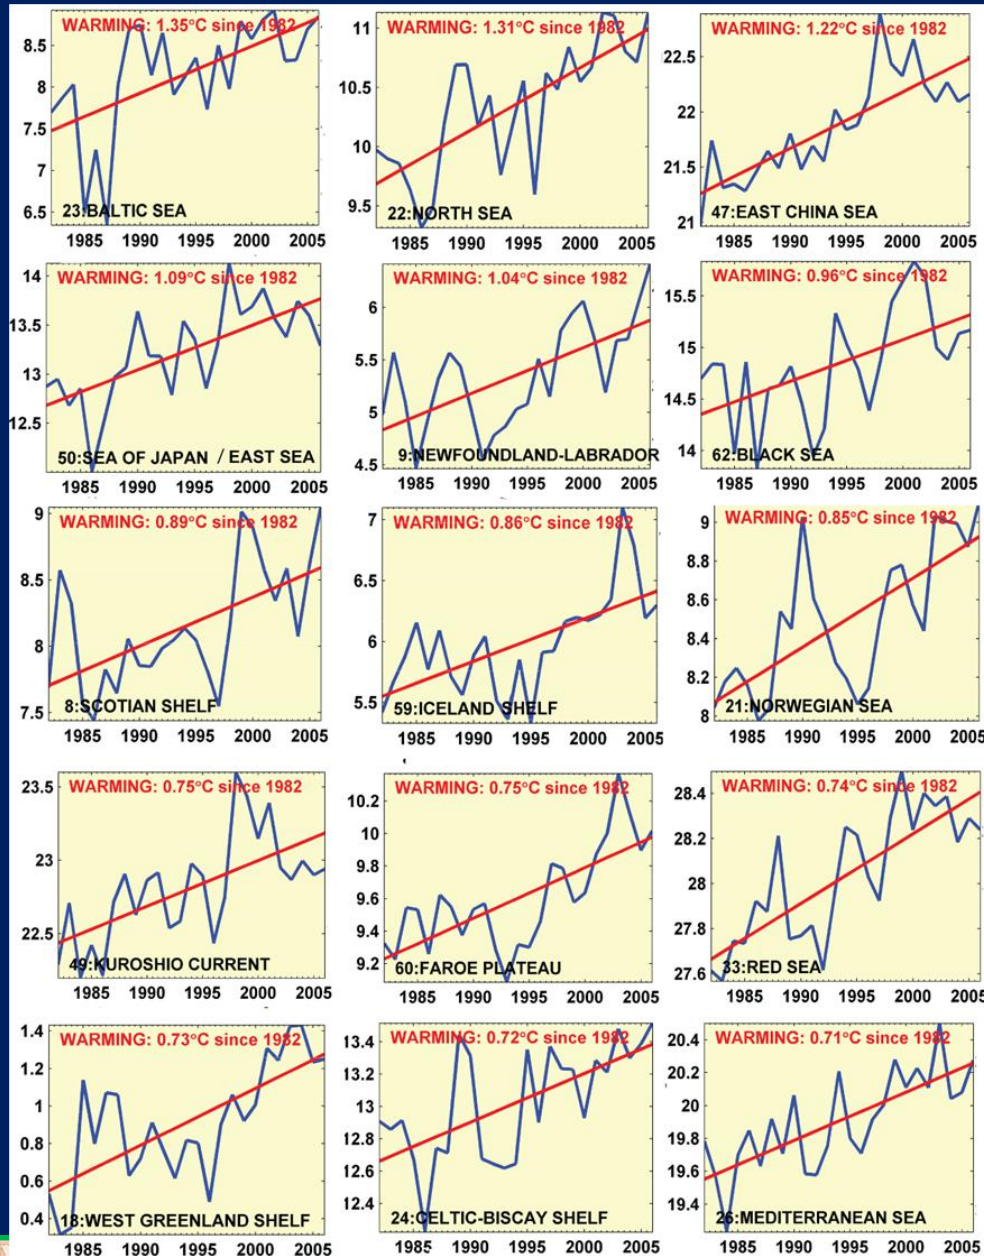 WARMING: 1.35°C since 1982
8.5
8
7.5
7
6.5
23:BALTIC SEA
1985 1990 1995 2000 2005
WARMING: 1.31°C since 1982
11
10.5
10
9.5
22:NORTH SEA
1985 1990 1995 2000 2005
WARMING: 1.22°C since 1982
22.5
22
21.5
21
47:EAST CHINA SEA
1985 1990 1995 2000 2005
WARMING: 1.09°C since 1982
14
13.5
13
12.5
50:SEA OF JAPAN / EAST SEA
1985 1990 1995 2000 2005
WARMING: 1.04°C since 1982
6
5.5
5
4.5
9:NEWFOUNDLAND-LABRADOR
1985 1990 1995 2000 2005
WARMING: 0.96°C since 1982
15.5
15
14.5
14
62:BLACK SEA
1985 1990 1995 2000 2005
WARMING: 0.89°C since 1982
9
8.5
8
7.5
8:SCOTIAN SHELF
1985 1990 1995 2000 2005
WARMING: 0.86°C since 1982
7
6.5
6
5.5
59:ICELAND SHELF
1985 1990 1995 2000 2005
WARMING: 0.85°C since 1982
9
8.8
8.6
8.4
8.2
8
21:NORWEGIAN SEA
1985 1990 1995 2000 2005
WARMING: 0.75°C since 1982
23.5
23
22.5
49:KUROSHIO CURRENT
1985 1990 1995 2000 2005
WARMING: 0.75°C since 1982
10.2
10
9.8
9.6
9.4
9.2
60:FAROE PLATEAU
1985 1990 1995 2000 2005
WARMING: 0.74°C since 1982
28.4
28.2
28
27.8
27.6
33:RED SEA
1985 1990 1995 2000 2005
WARMING: 0.73°C since 1982
1.4
1.2
1
0.8
0.6
0.4
18:WEST GREENLAND SHELF
1985 1990 1995 2000 2005
WARMING: 0.72°C since 1982
13.4
13.2
13
12.8
12.6
12.4
24:CELTIC-BISCAY SHELF
1985 1990 1995 2000 2005
WARMING: 0.71°C since 1982
20.4
20.2
20
19.8
19.6
19.4
26:MEDITERRANEAN SEA
1985 1990 1995 2000 2005